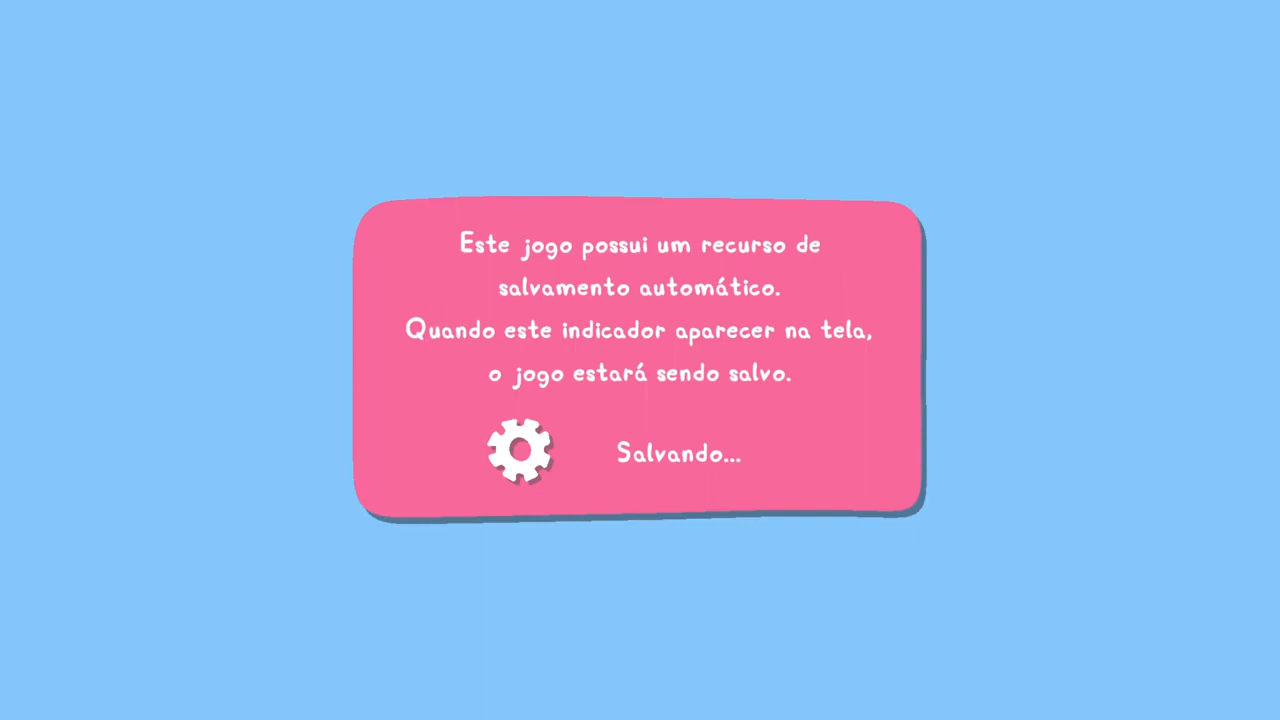 Este jogo possui um recurso de
salvamento automático.
Quando este indicador aparecer na tela,
o jogo estará sendo salvo.
Salvando...